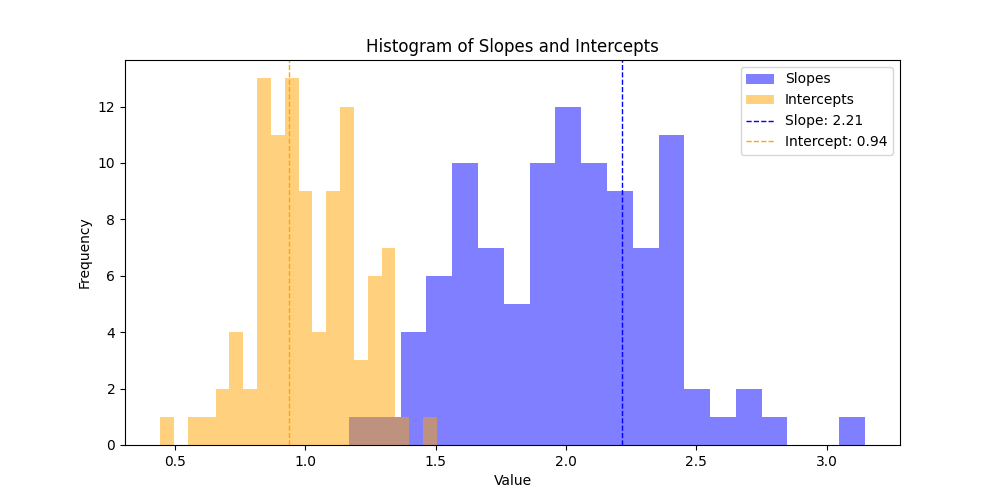 Histogram of Slopes and Intercepts
Slopes
Intercepts
Slope: 2.21
Intercept: 0.94
Frequency
12
10
8
6
4
2
0
0.5 1.0 1.5 2.0 2.5 3.0
Value